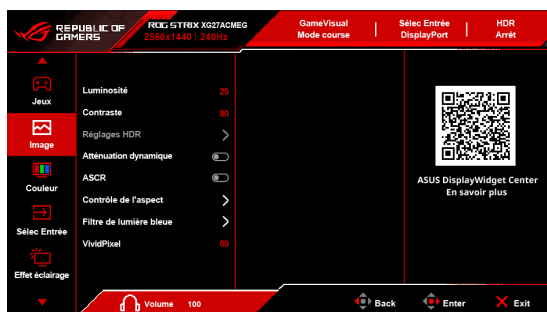 REPUBLIC OF
GAMERS
ROG STRIX XG27ACMEG
2560x1440 | 240Hz
GameVisual
Mode course
Sélec Entrée
DisplayPort
HDR
Arrêt
Jeux
Image
Couleur
Sélec Entrée
Effet éclairage
Luminosité 20
Contraste 80
Réglages HDR
Atténuation dynamique
ASCR
Contrôle de l'aspect
Filtre de lumière bleue
VividPixel 50
ASUS DisplayWidget Center
En savoir plus
Volume 100
Back
Enter
Exit